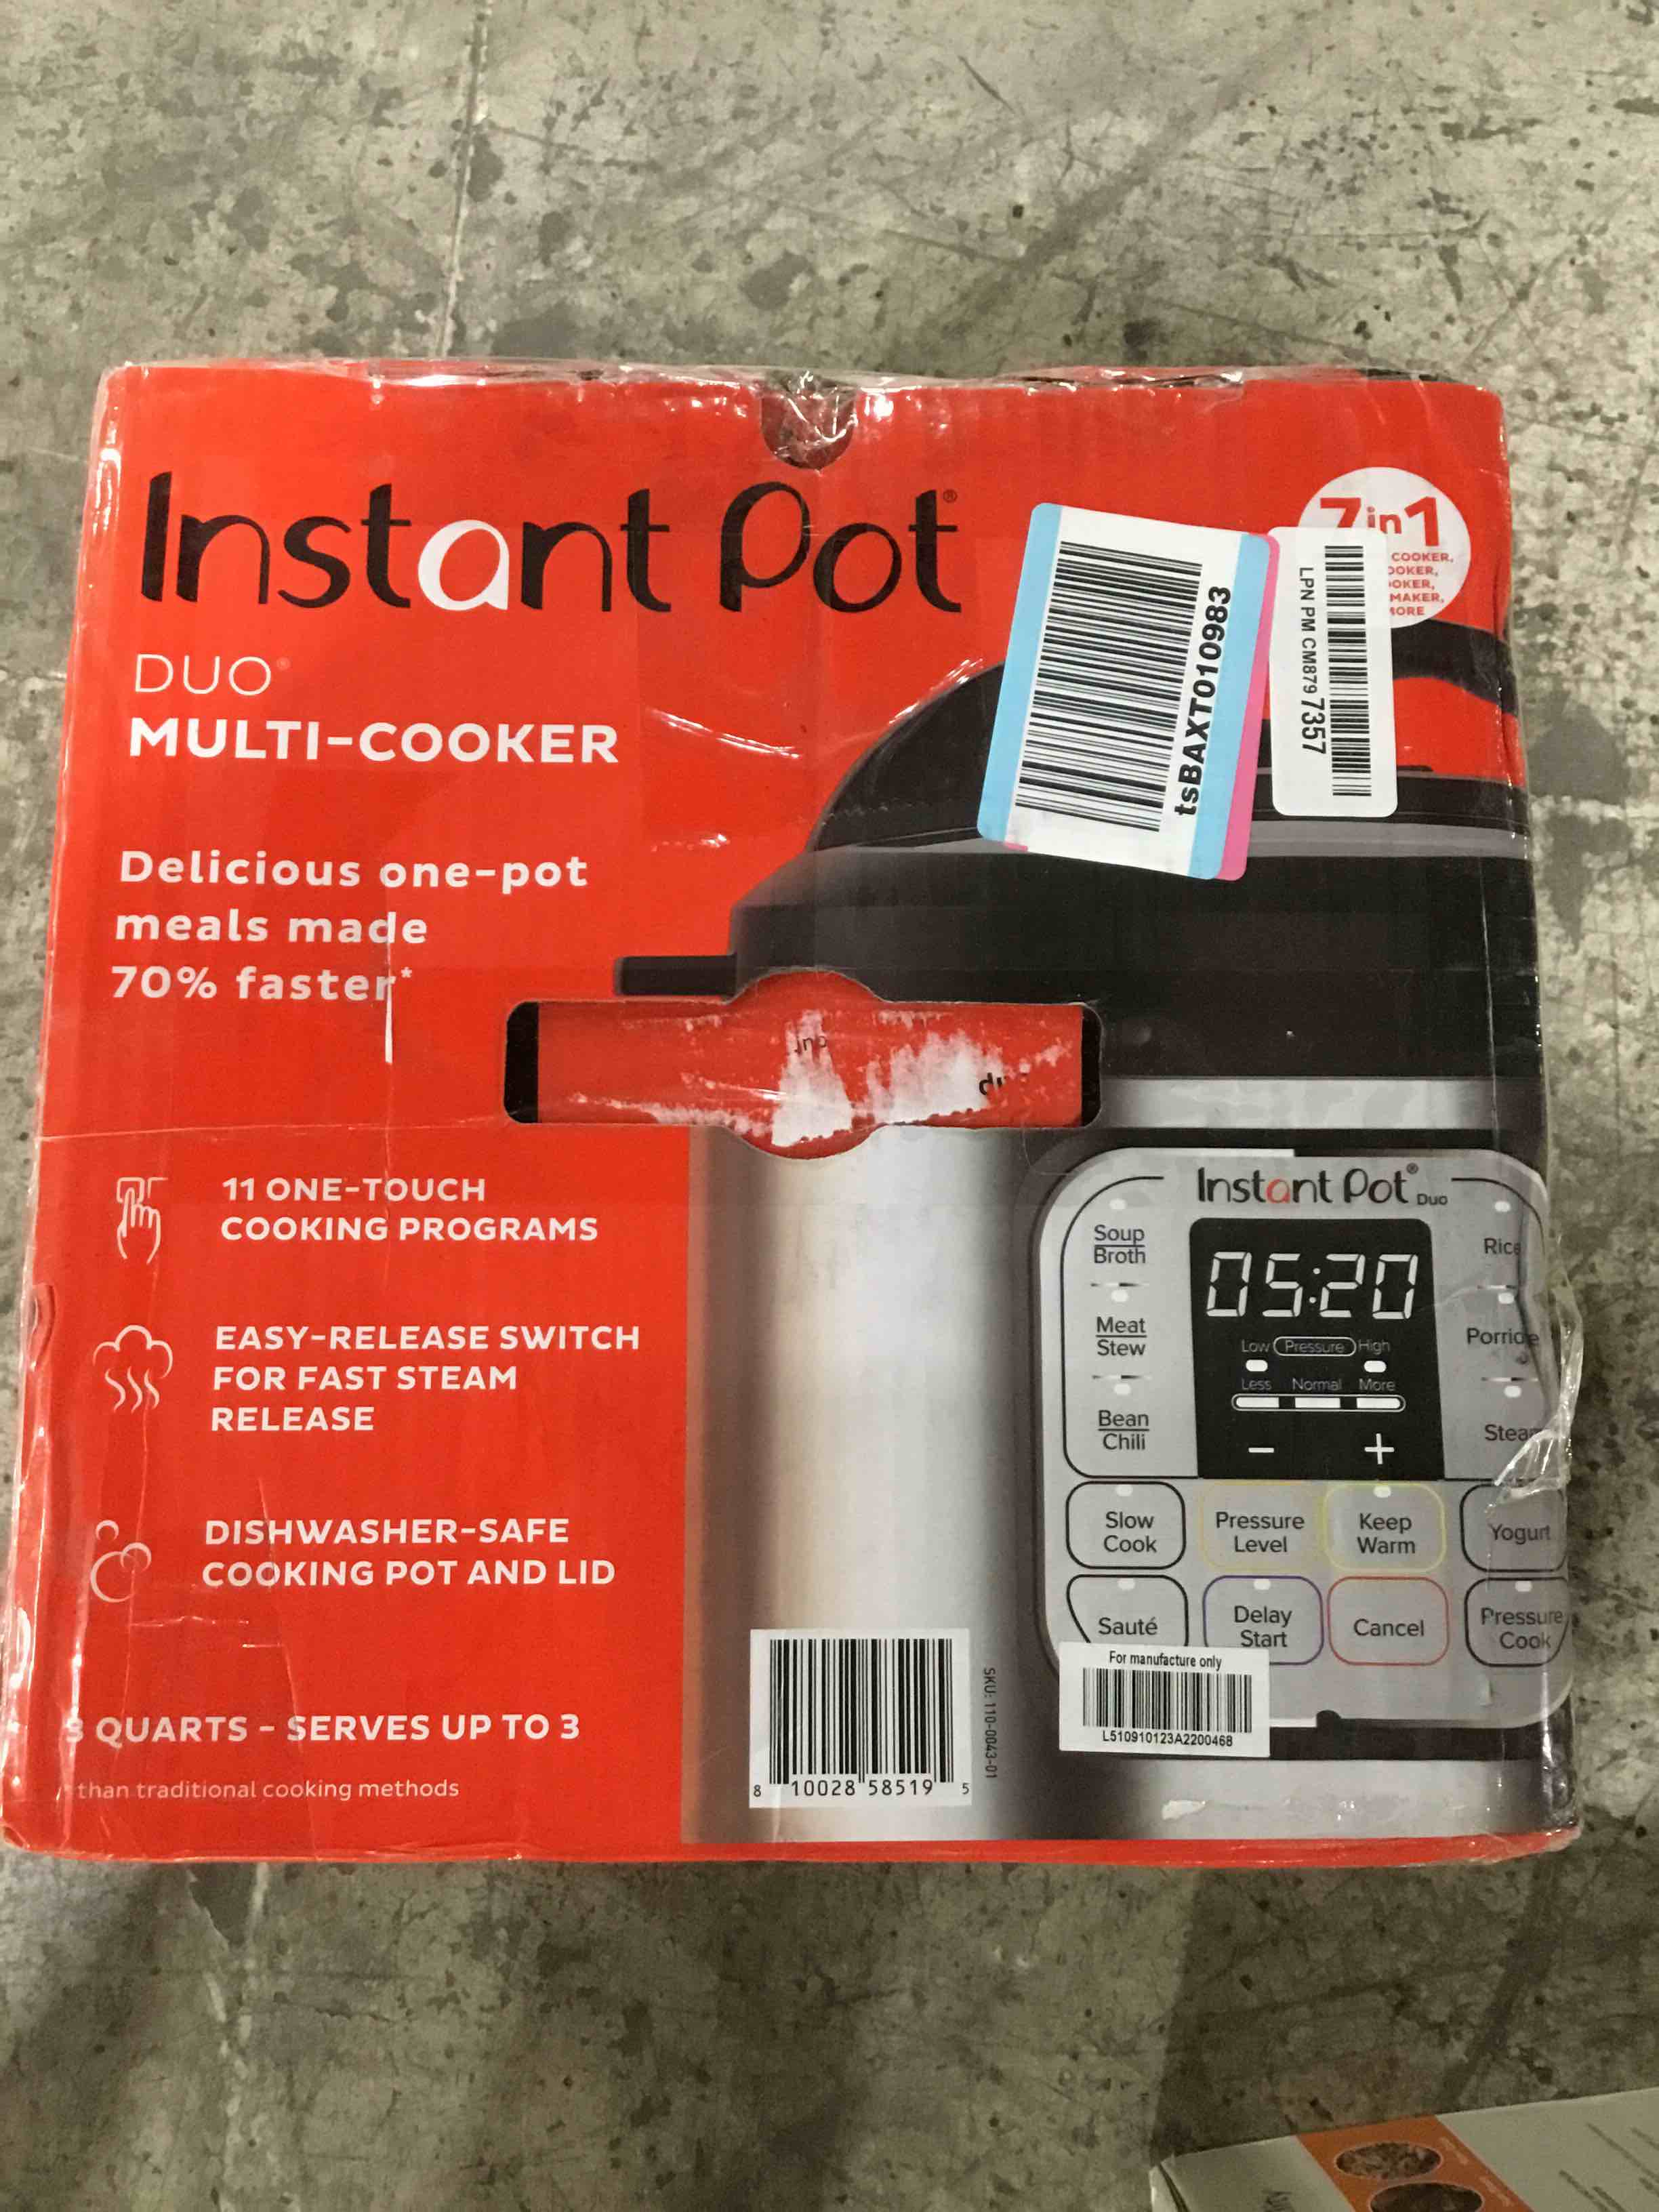 Instant Pot®
DUO®
MULTI-COOKER
7in1
COOKER,
MAKER,
tsBAXT010983
LPN PM CM879 7357
Delicious one-pot
meals made
70% faster*
11 ONE-TOUCH
COOKING PROGRAMS
EASY-RELEASE SWITCH
FOR FAST STEAM
RELEASE
DISHWASHER-SAFE
COOKING POT AND LID
3 QUARTS - SERVES UP TO 3
*than traditional cooking methods
Instant Pot® Duo
Soup
Broth
Meat
Stew
Bean
Chili
05:20
Low Pressure High
Less Normal More
− +
Rice
Slow
Cook
Pressure
Level
Keep
Warm
Yogurt
Sauté
Delay
Start
Cancel
Pressure
Cook
For manufacture only
L510910123A2200468
8 10028 58519 5
SKU: 110-0043-01